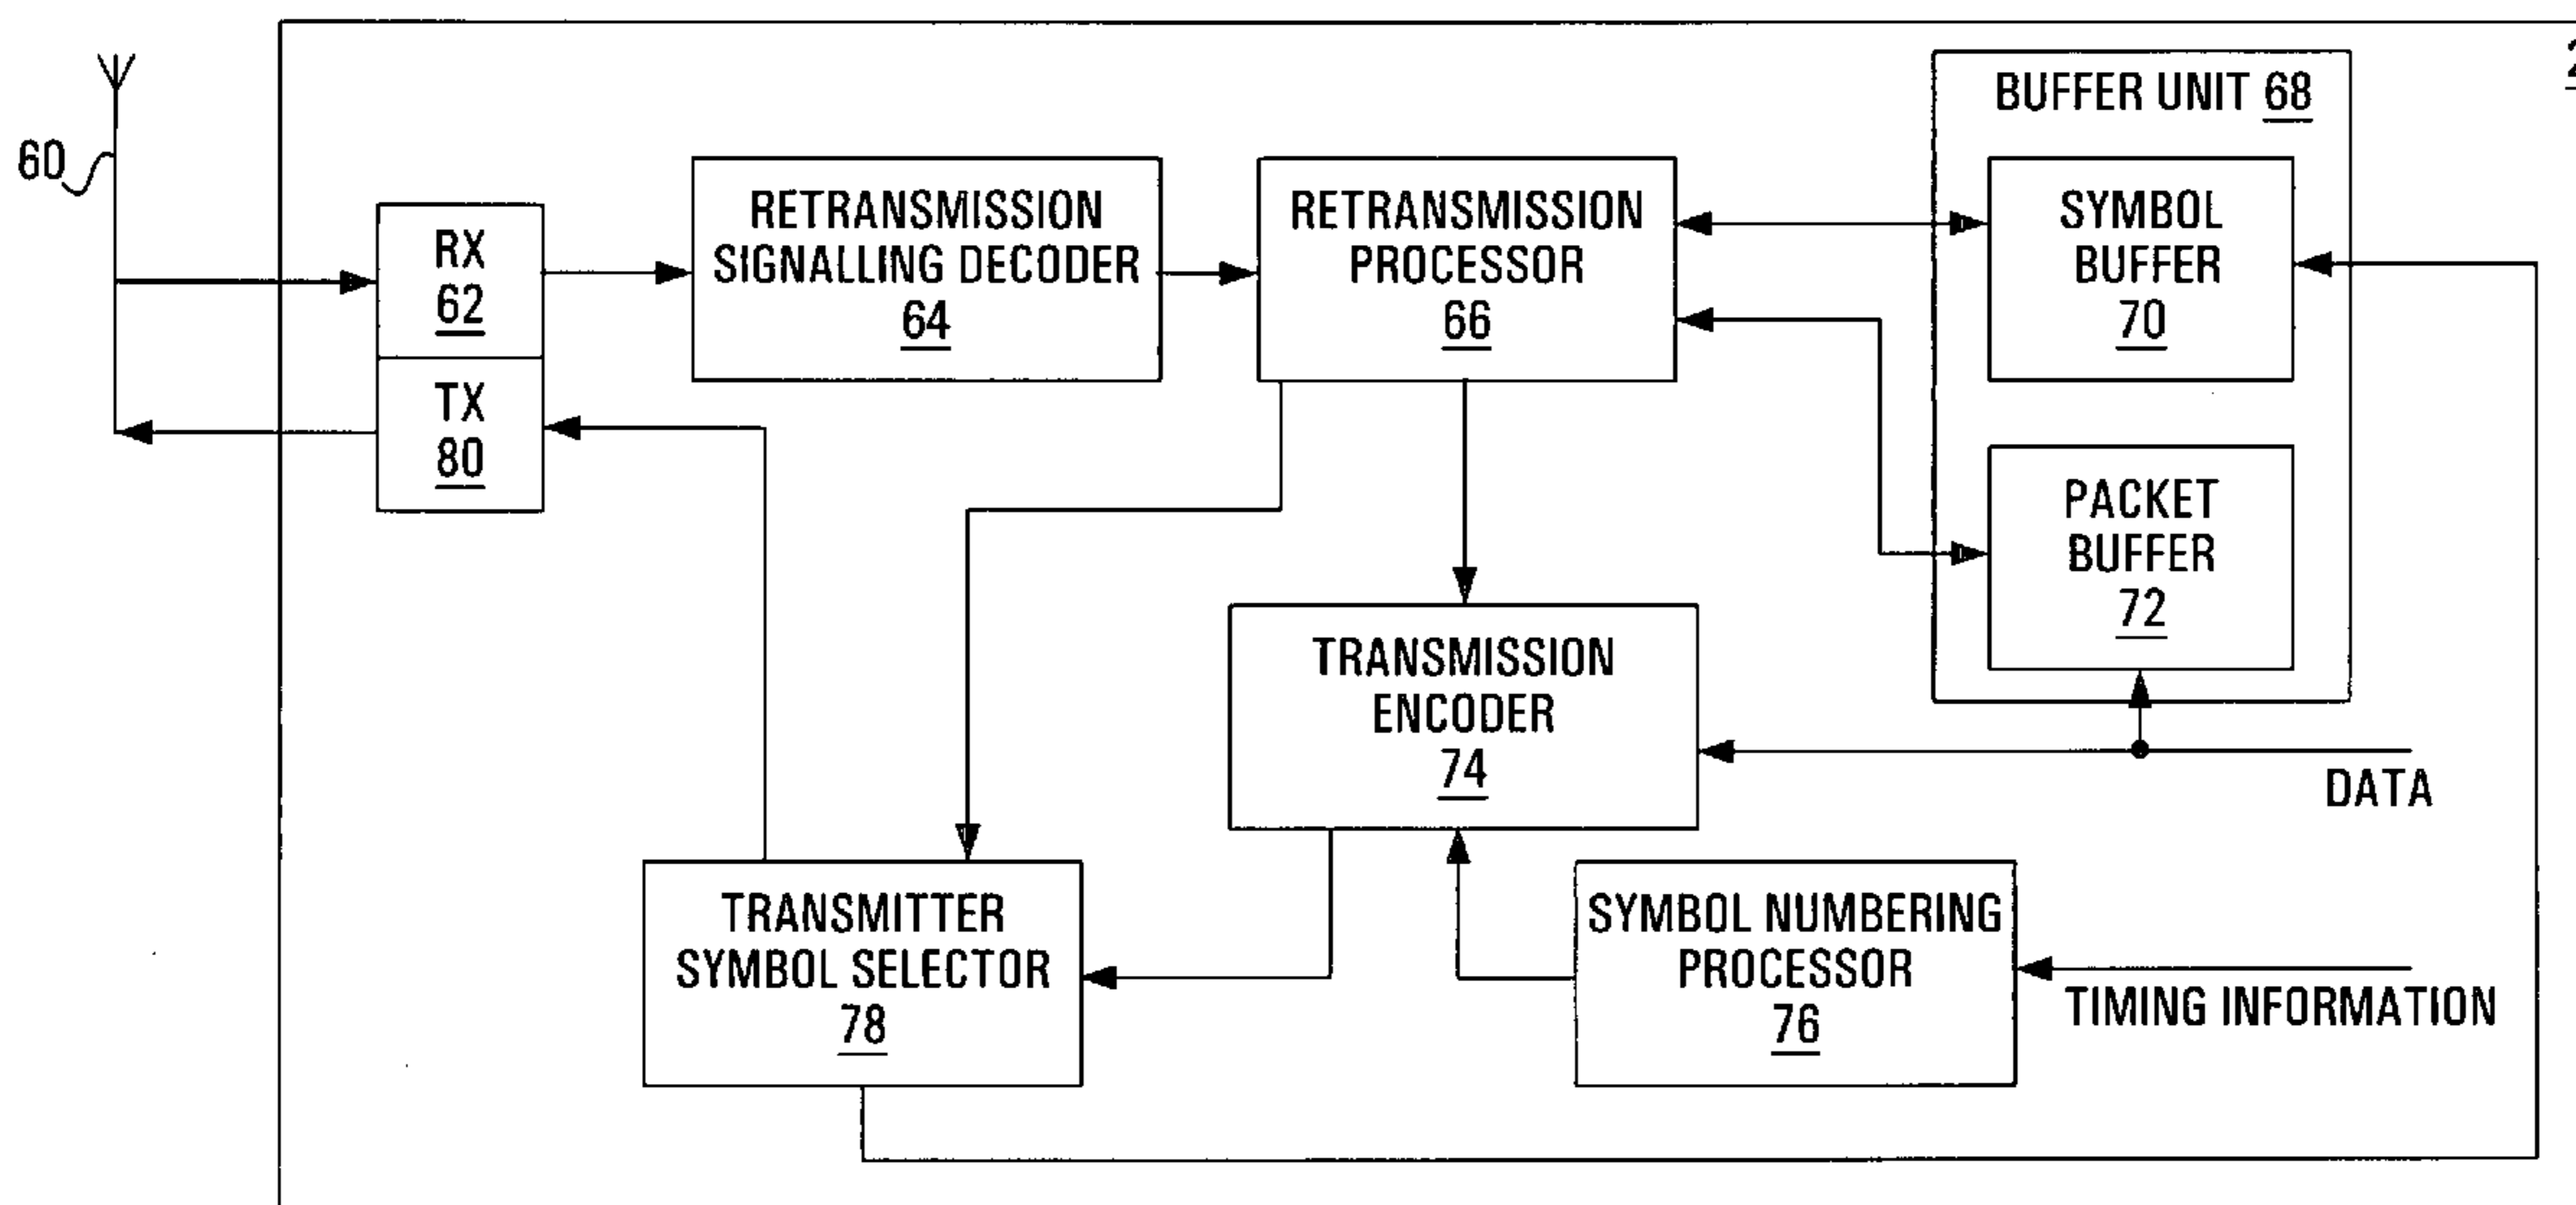 2
BUFFER UNIT 68
60
RX
62
TX
80
RETRANSMISSION
SIGNALLING DECODER
64
RETRANSMISSION
PROCESSOR
66
SYMBOL
BUFFER
70
PACKET
BUFFER
72
TRANSMISSION
ENCODER
74
DATA
TRANSMITTER
SYMBOL SELECTOR
78
SYMBOL NUMBERING
PROCESSOR
76
TIMING INFORMATION